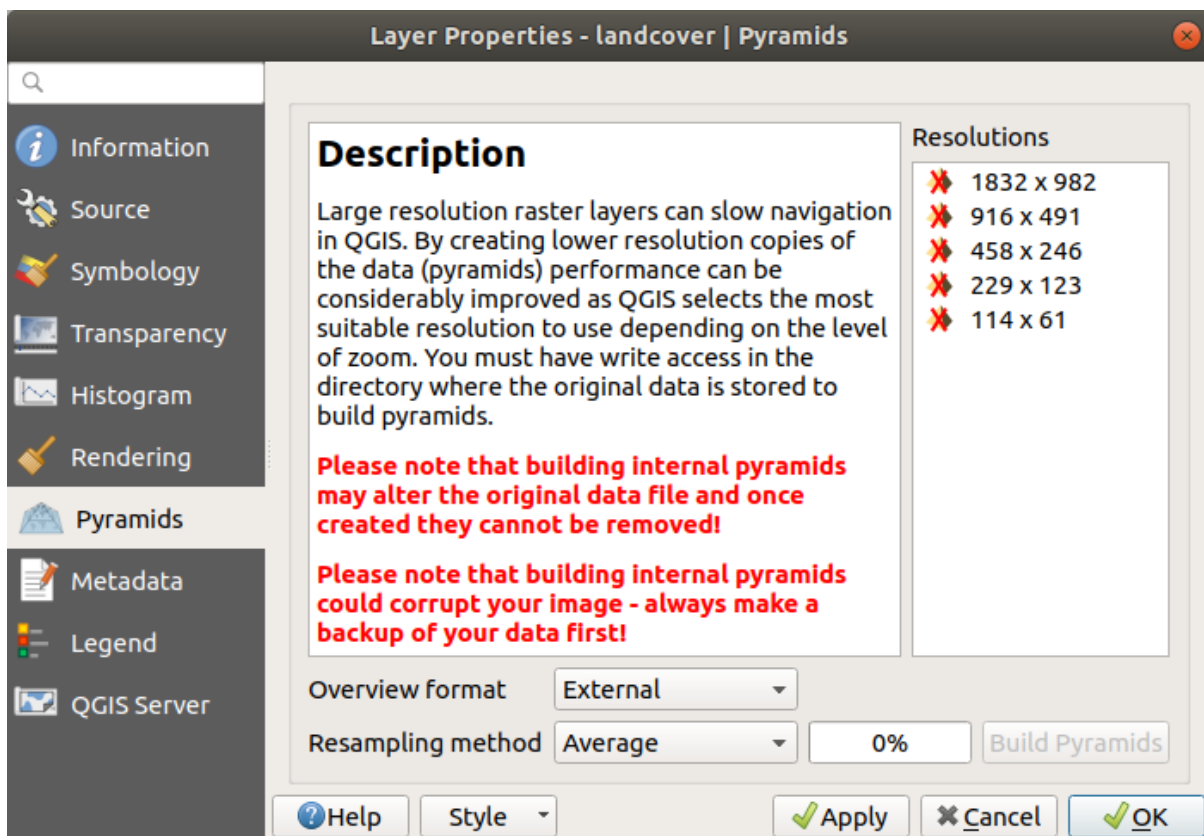 Layer Properties - landcover | Pyramids
Information
Source
Symbology
Transparency
Histogram
Rendering
Pyramids
Metadata
Legend
QGIS Server
Description
Large resolution raster layers can slow navigation
in QGIS. By creating lower resolution copies of
the data (pyramids) performance can be
considerably improved as QGIS selects the most
suitable resolution to use depending on the level
of zoom. You must have write access in the
directory where the original data is stored to
build pyramids.
Please note that building internal pyramids
may alter the original data file and once
created they cannot be removed!
Please note that building internal pyramids
could corrupt your image - always make a
backup of your data first!
Resolutions
1832 x 982
916 x 491
458 x 246
229 x 123
114 x 61
Overview format External
Resampling method Average 0% Build Pyramids
Help Style Apply Cancel OK